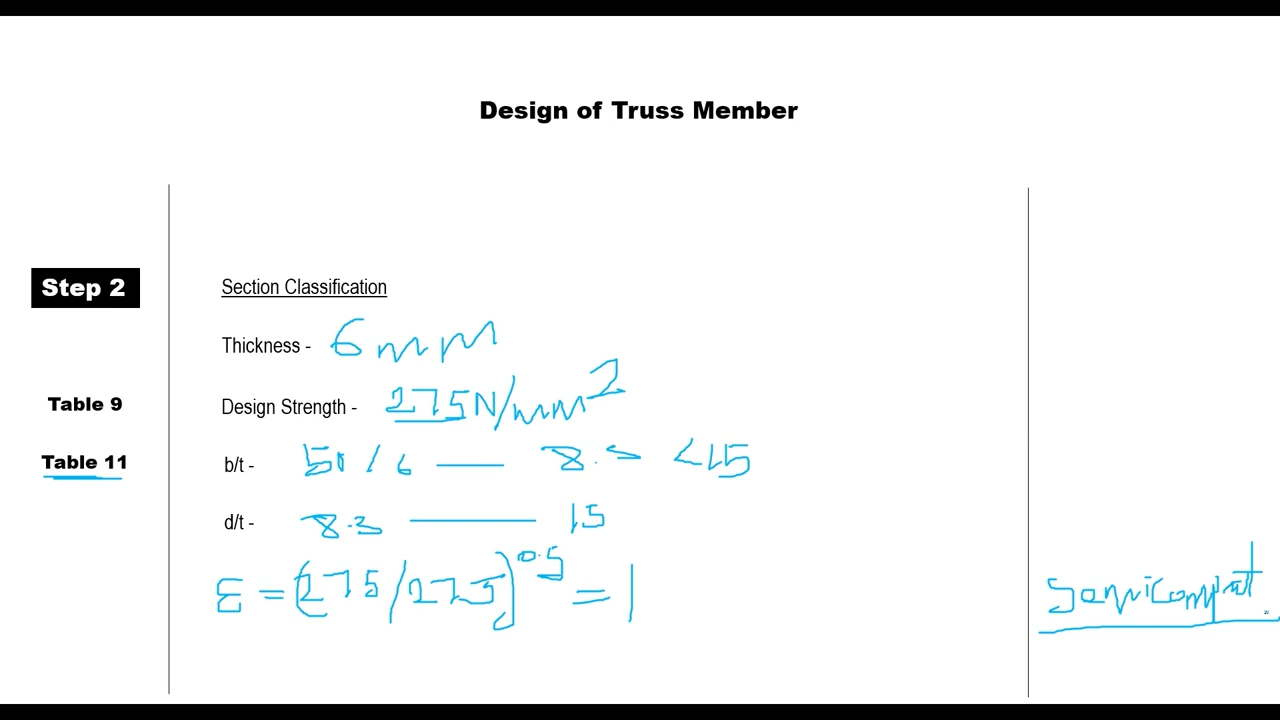 Design of Truss Member
Step 2
Section Classification
Thickness - 6mm
Table 9
Design Strength - 275N/mm²
Table 11
b/t - 50/6 — 8.3 <15
d/t - 8.3 — 15
ε = (275/275)^0.5 = 1
Semicompact